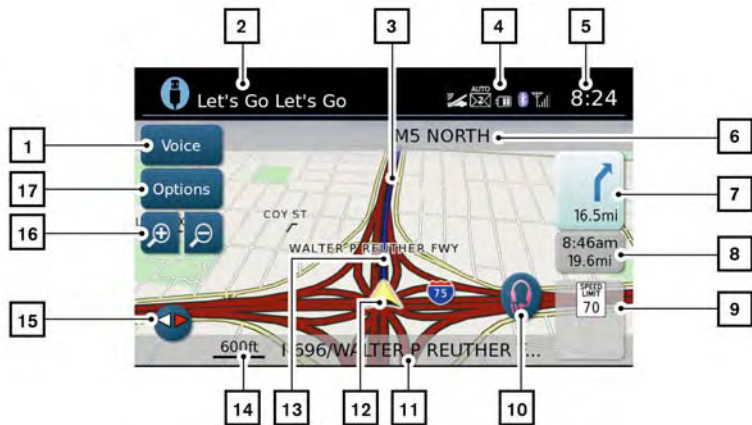 2
3
4
5
Let's Go Let's Go
AUTO
2
8:24
1
Voice
M5 NORTH
6
17
Options
16.5mi
7
16
COY ST
8:46am
19.6mi
8
WALTER P REUTHER FWY
75
SPEED
LIMIT
70
9
15
600ft
696/WALTER P REUTHER F...
14
13
12
11
10